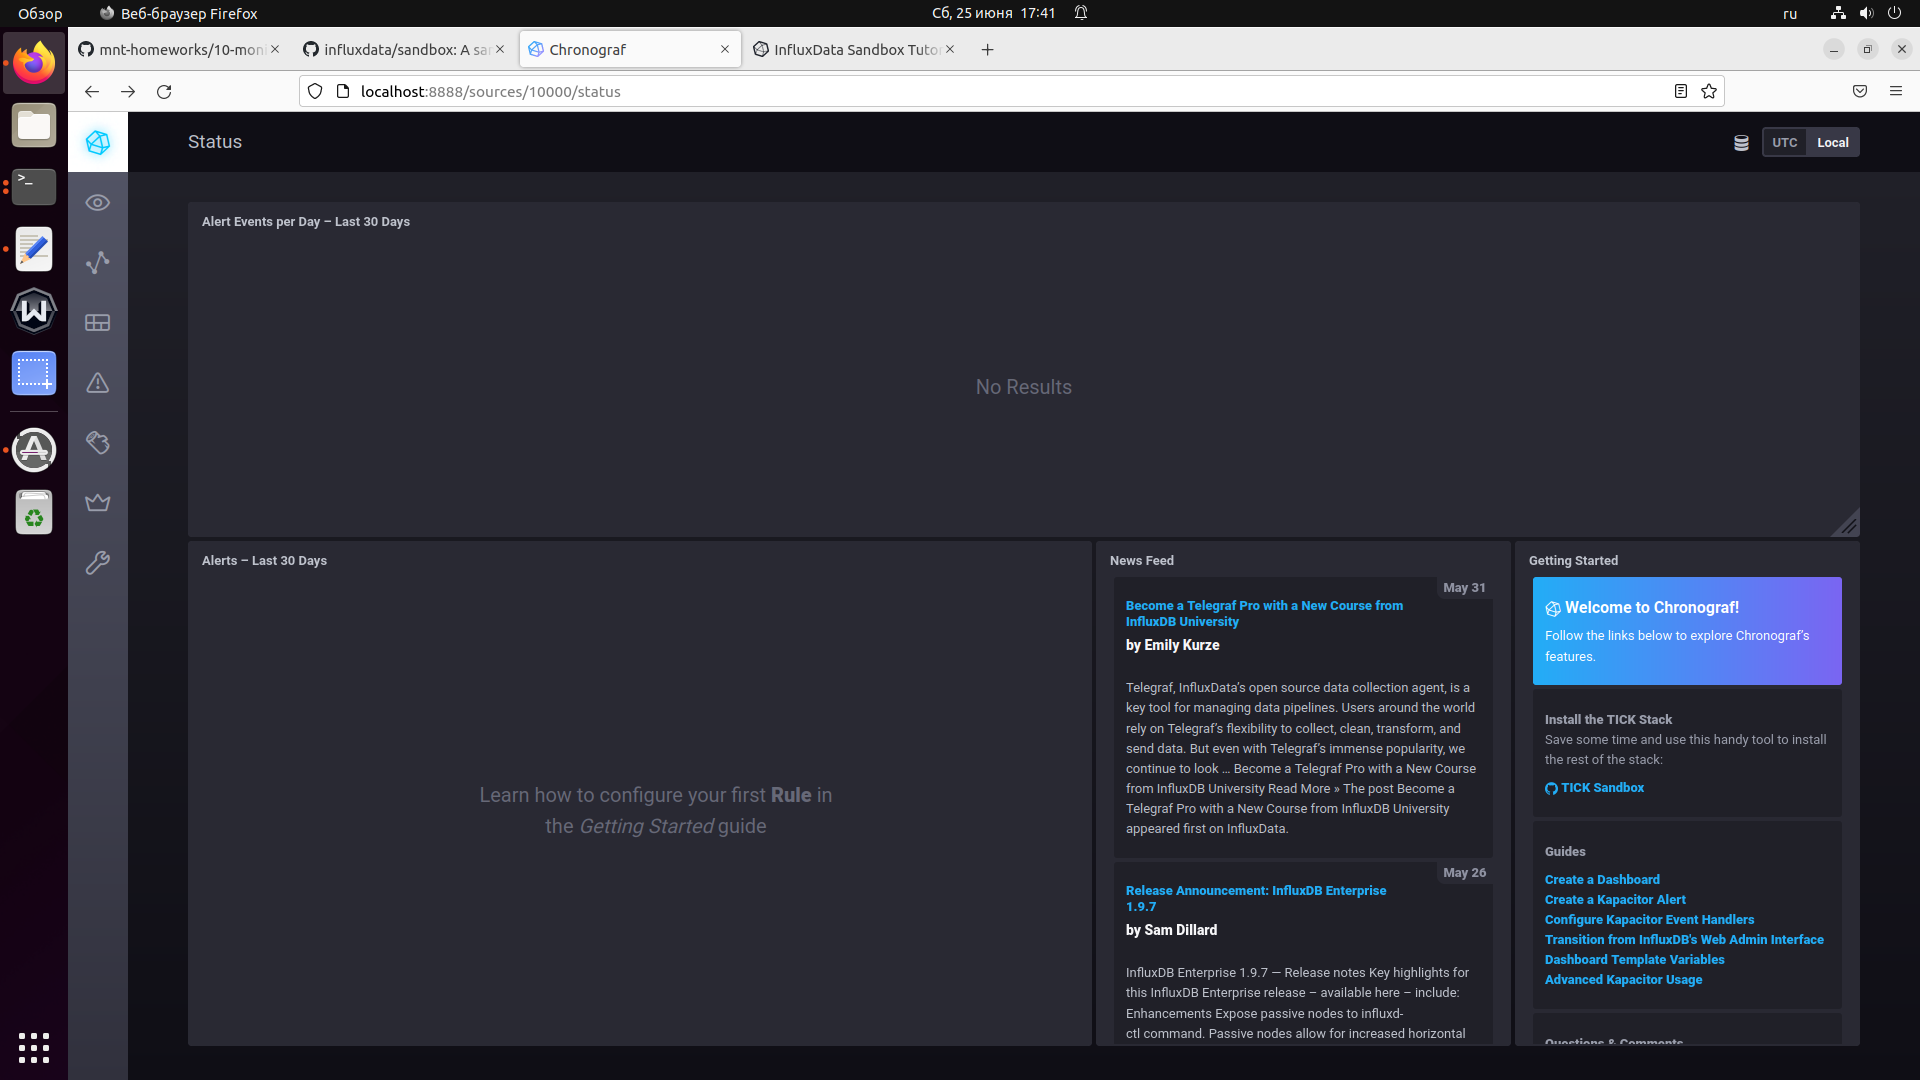 Обзор
Веб-браузер Firefox
Сб, 25 июня 17:41
ru
mnt-homeworks/10-moni
influxdata/sandbox: A sa
Chronograf
InfluxData Sandbox Tuto
localhost:8888/sources/10000/status
Status
UTC
Local
Alert Events per Day – Last 30 Days
No Results
Alerts – Last 30 Days
Learn how to configure your first Rule in
the Getting Started guide
News Feed
May 31
Become a Telegraf Pro with a New Course from
InfluxDB University
by Emily Kurze
Telegraf, InfluxData’s open source data collection agent, is a
key tool for managing data pipelines. Users around the world
rely on Telegraf’s flexibility to collect, clean, transform, and
send data. But even with Telegraf’s immense popularity, we
continue to look … Become a Telegraf Pro with a New Course
from InfluxDB University Read More » The post Become a
Telegraf Pro with a New Course from InfluxDB University
appeared first on InfluxData.
May 26
Release Announcement: InfluxDB Enterprise
1.9.7
by Sam Dillard
InfluxDB Enterprise 1.9.7 — Release notes Key highlights for
this InfluxDB Enterprise release – available here – include:
Enhancements Expose passive nodes to influxd-
ctl command. Passive nodes allow for increased horizontal
Getting Started
Welcome to Chronograf!
Follow the links below to explore Chronograf’s
features.
Install the TICK Stack
Save some time and use this handy tool to install
the rest of the stack:
TICK Sandbox
Guides
Create a Dashboard
Create a Kapacitor Alert
Configure Kapacitor Event Handlers
Transition from InfluxDB's Web Admin Interface
Dashboard Template Variables
Advanced Kapacitor Usage
Questions & Comments